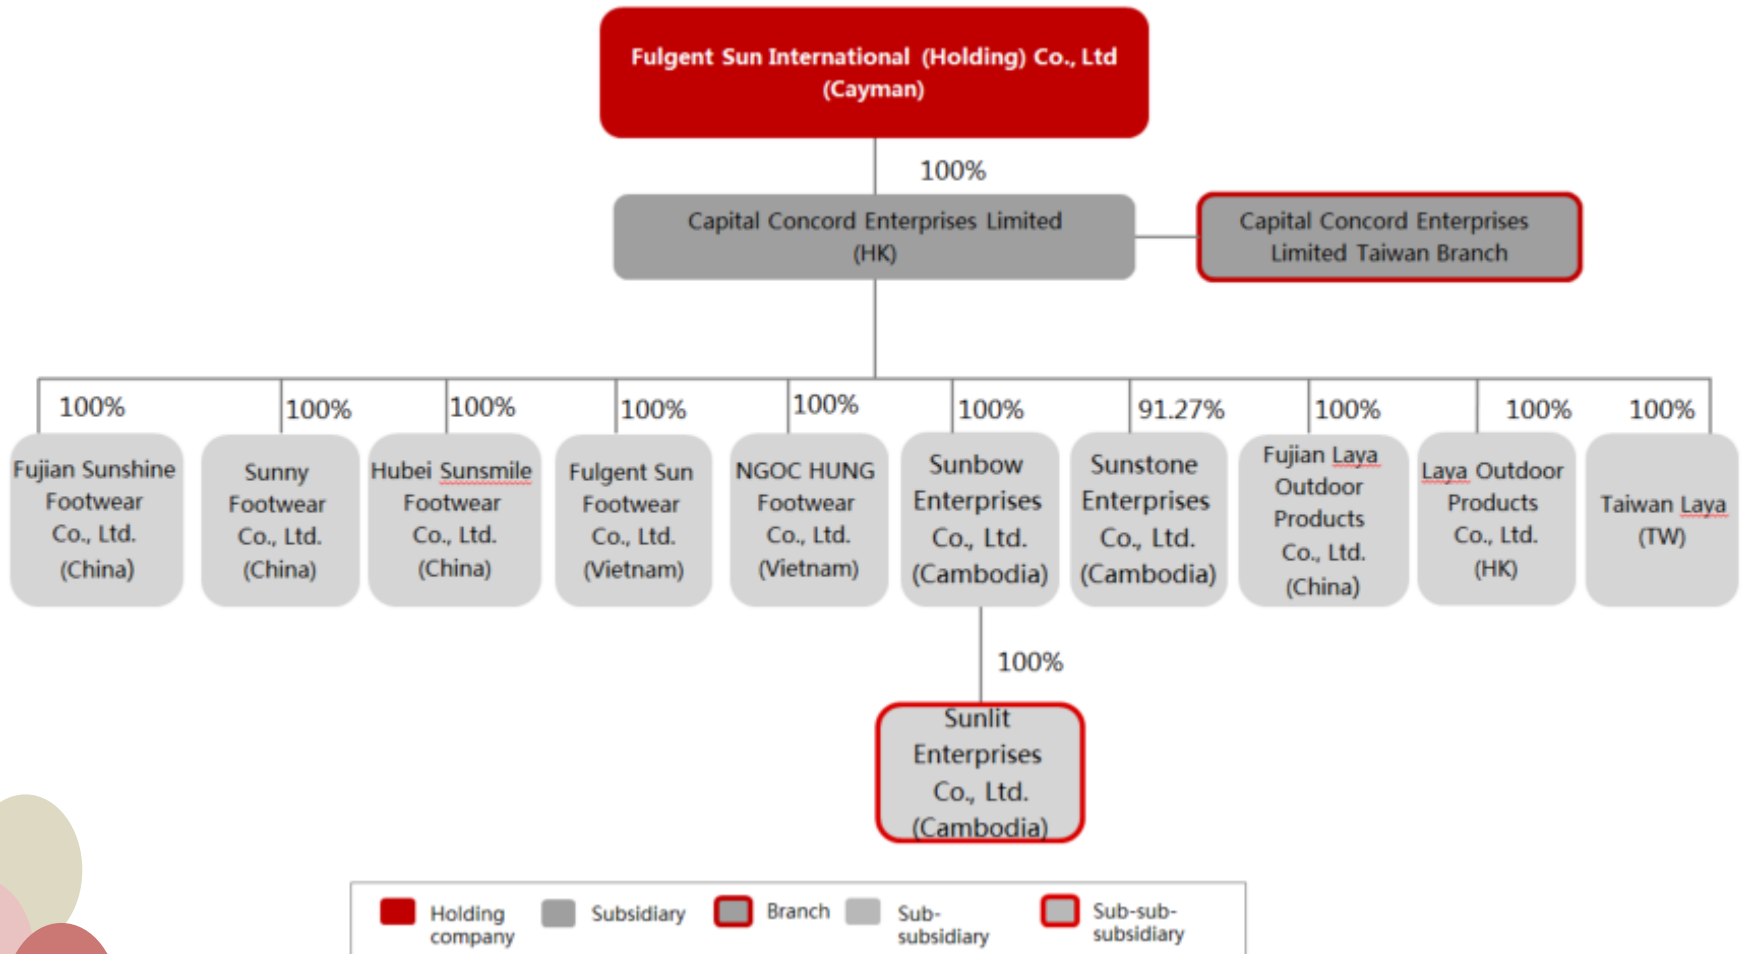 Fulgent Sun International (Holding) Co., Ltd
(Cayman)
100%
Capital Concord Enterprises Limited
(HK)
Capital Concord Enterprises
Limited Taiwan Branch
100%
100%
100%
100%
100%
100%
91.27%
100%
100%
100%
Fujian Sunshine
Footwear
Co., Ltd.
(China)
Sunny
Footwear
Co., Ltd.
(China)
Hubei Sunsmile
Footwear
Co., Ltd.
(China)
Fulgent Sun
Footwear
Co., Ltd.
(Vietnam)
NGOC HUNG
Footwear
Co., Ltd.
(Vietnam)
Sunbow
Enterprises
Co., Ltd.
(Cambodia)
Sunstone
Enterprises
Co., Ltd.
(Cambodia)
Fujian Laya
Outdoor
Products
Co., Ltd.
(China)
Laya Outdoor
Products
Co., Ltd.
(HK)
Taiwan Laya
(TW)
100%
Sunlit
Enterprises
Co., Ltd.
(Cambodia)
Holding
company
Subsidiary
Branch
Sub-
subsidiary
Sub-sub-
subsidiary